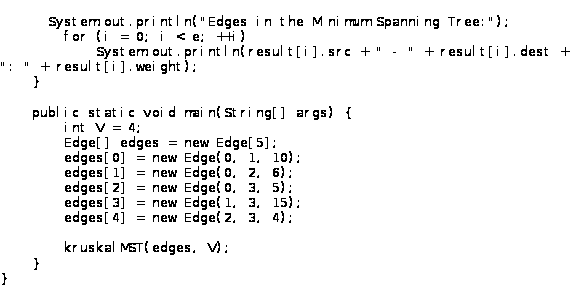 System.out.println("Edges in the Minimum Spanning Tree:");
for (i = 0; i < e; ++i)
System.out.println(result[i].src + " - " + result[i].dest +
": " + result[i].weight);
}
public static void main(String[] args) {
int V = 4;
Edge[] edges = new Edge[5];
edges[0] = new Edge(0, 1, 10);
edges[1] = new Edge(0, 2, 6);
edges[2] = new Edge(0, 3, 5);
edges[3] = new Edge(1, 3, 15);
edges[4] = new Edge(2, 3, 4);
kruskalMST(edges, V);
}
}